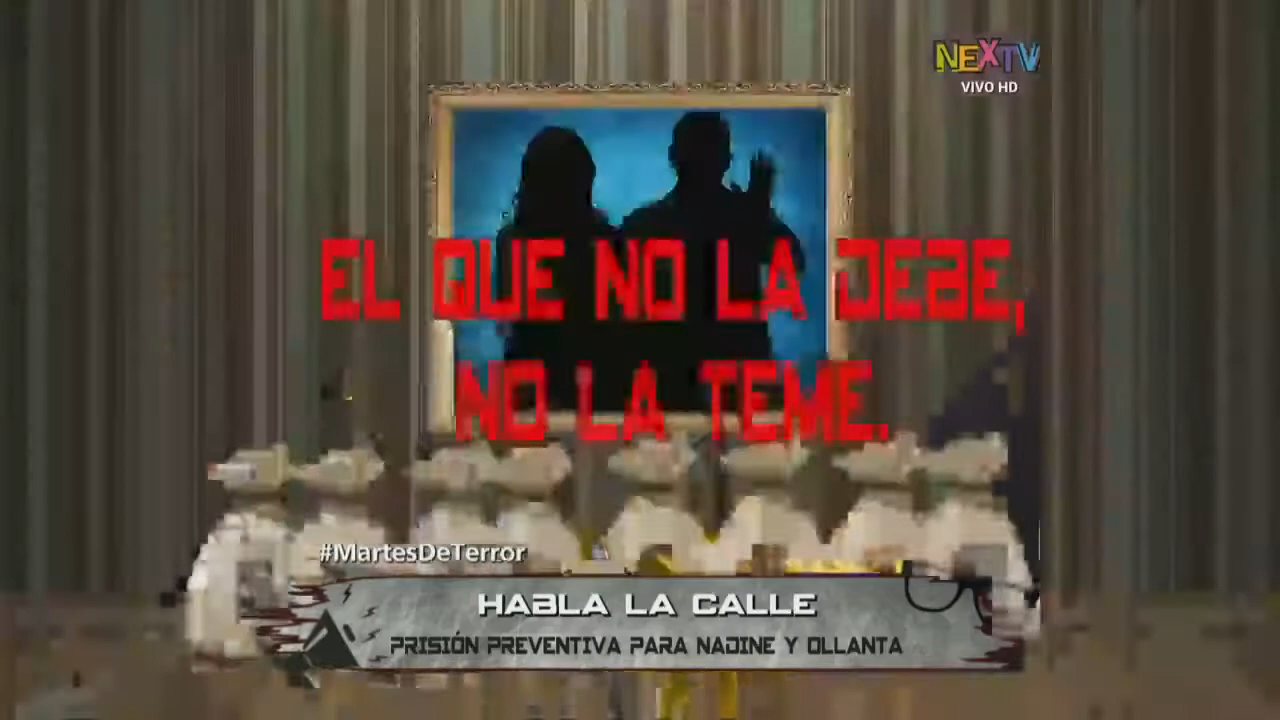 NEXTV
VIVO HD
EL QUE NO LA DEBE,
NO LA TEME.
#MartesDeTerror
HABLA LA CALLE
PRISIÓN PREVENTIVA PARA NADINE Y OLLANTA